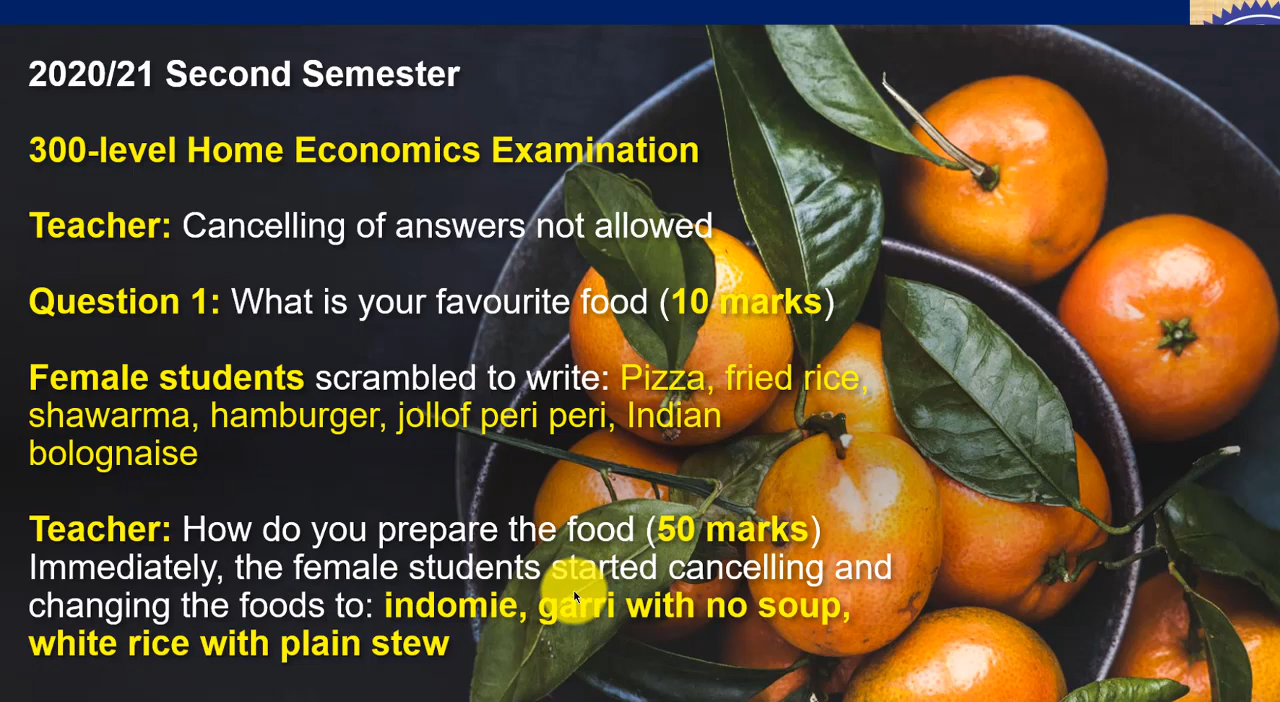 2020/21 Second Semester
300-level Home Economics Examination
Teacher: Cancelling of answers not allowed
Question 1: What is your favourite food (10 marks)
Female students scrambled to write: Pizza, fried rice,
shawarma, hamburger, jollof peri peri, Indian
bolognaise
Teacher: How do you prepare the food (50 marks)
Immediately, the female students started cancelling and
changing the foods to: indomie, garri with no soup,
white rice with plain stew